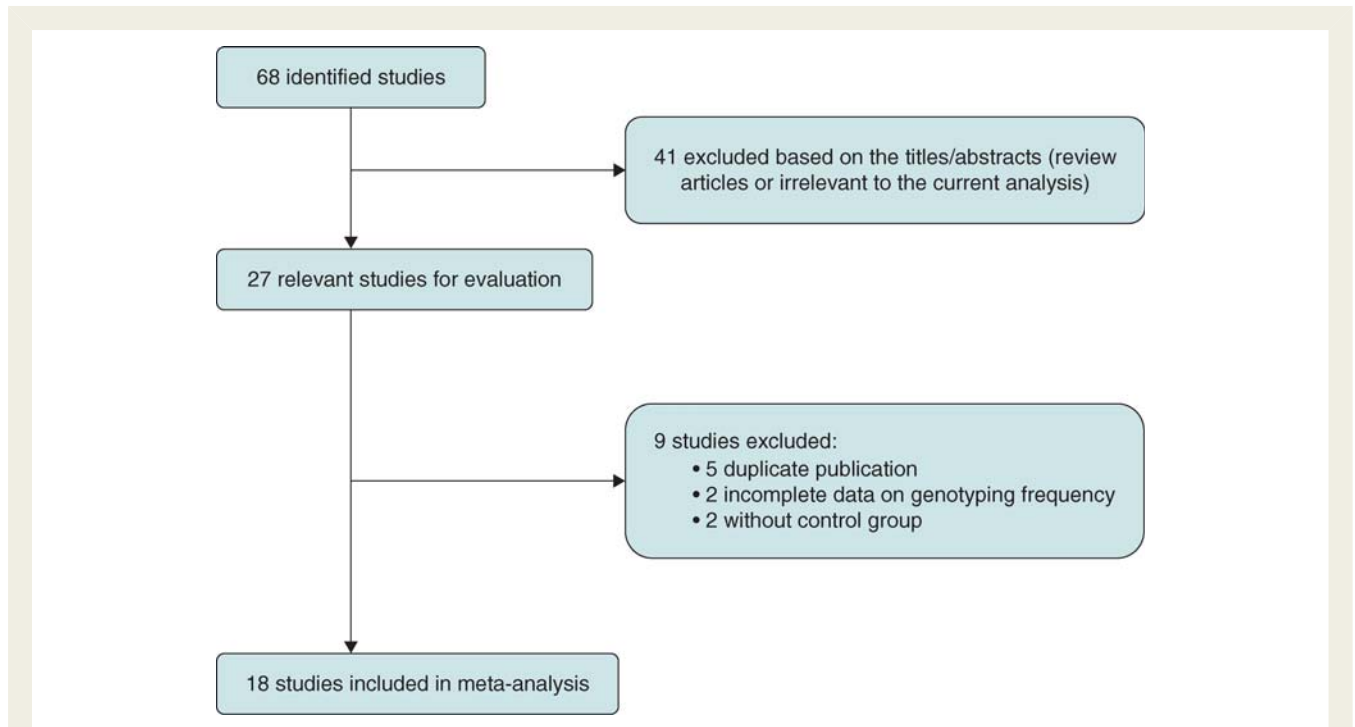 68 identified studies
41 excluded based on the titles/abstracts (review
articles or irrelevant to the current analysis)
27 relevant studies for evaluation
9 studies excluded:
• 5 duplicate publication
• 2 incomplete data on genotyping frequency
• 2 without control group
18 studies included in meta-analysis